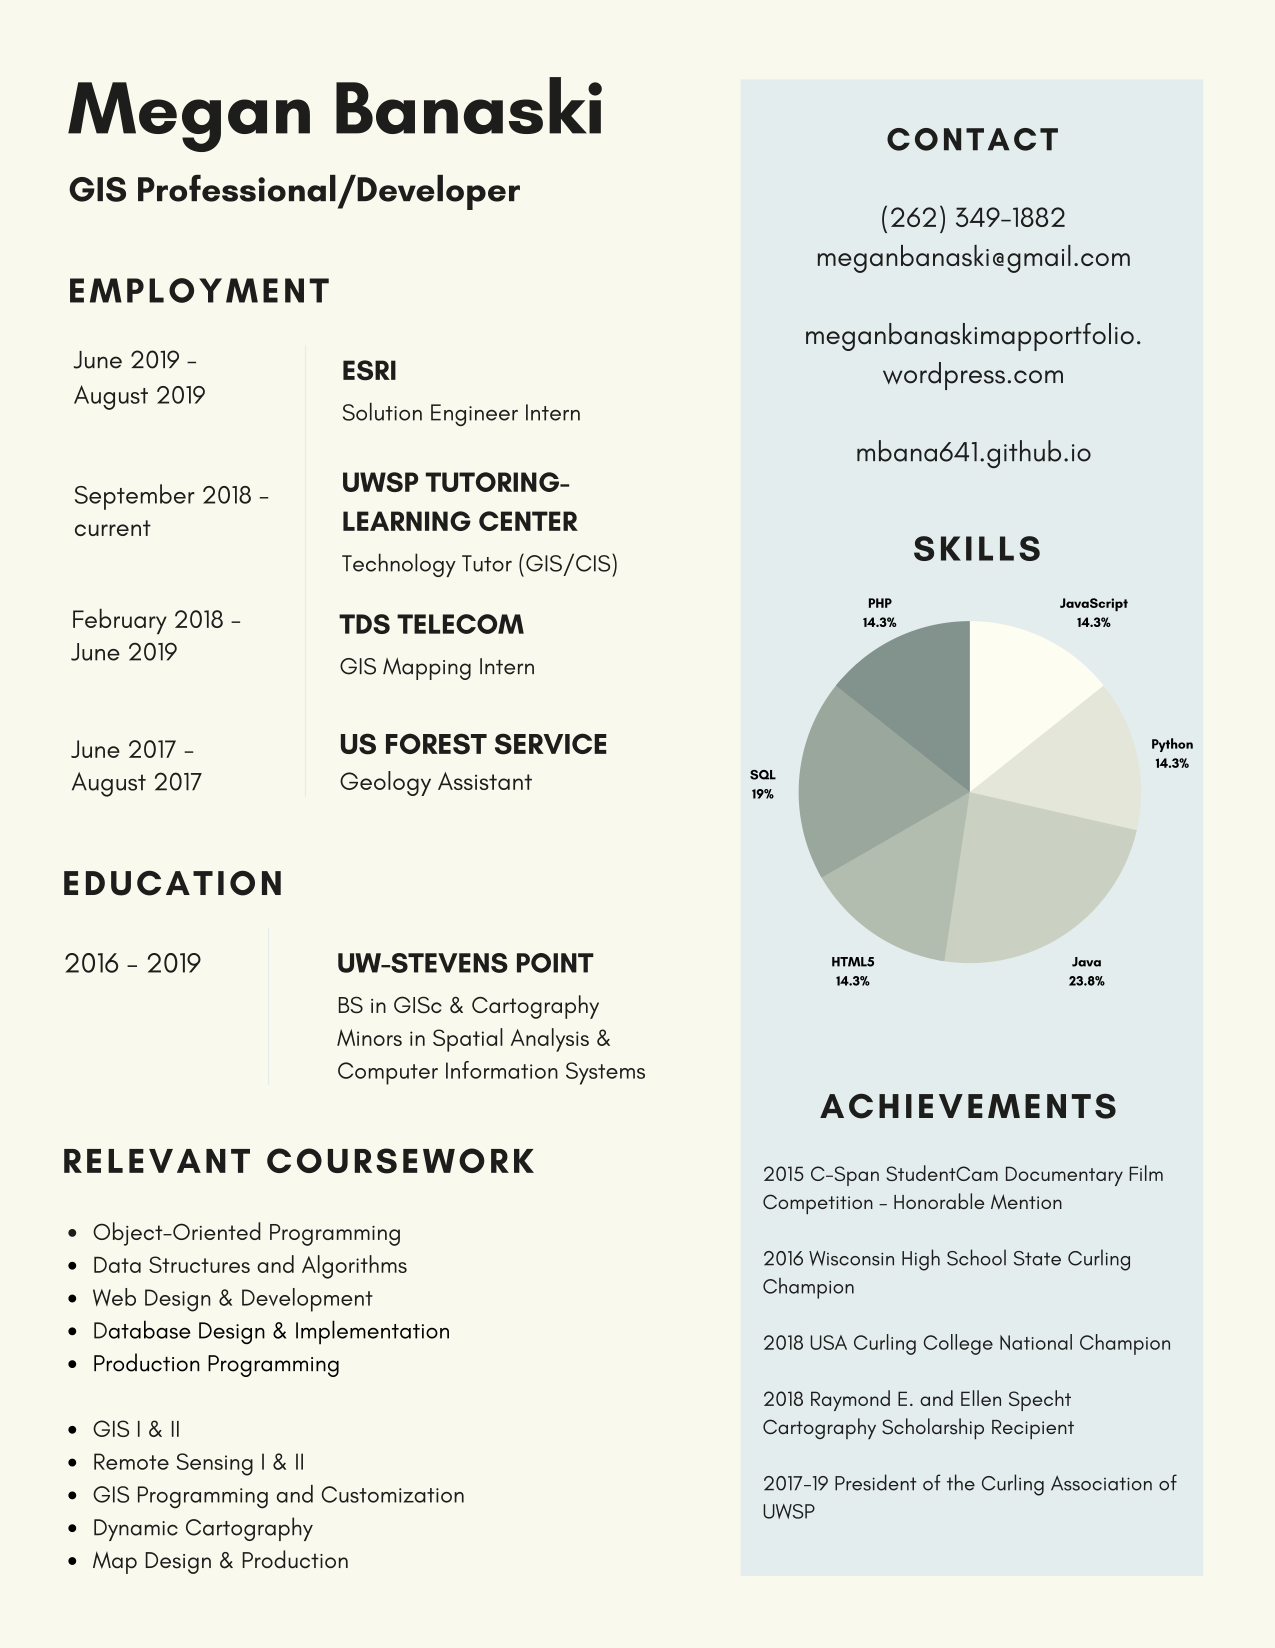 Megan Banaski
GIS Professional/Developer
EMPLOYMENT
June 2019 -
August 2019
ESRI
Solution Engineer Intern
September 2018 -
current
UWSP TUTORING-
LEARNING CENTER
Technology Tutor (GIS/CIS)
February 2018 -
June 2019
TDS TELECOM
GIS Mapping Intern
June 2017 -
August 2017
US FOREST SERVICE
Geology Assistant
EDUCATION
2016 - 2019
UW-STEVENS POINT
BS in GISc & Cartography
Minors in Spatial Analysis &
Computer Information Systems
RELEVANT COURSEWORK
• Object-Oriented Programming
• Data Structures and Algorithms
• Web Design & Development
• Database Design & Implementation
• Production Programming
• GIS I & II
• Remote Sensing I & II
• GIS Programming and Customization
• Dynamic Cartography
• Map Design & Production
CONTACT
(262) 349-1882
meganbanaski@gmail.com
meganbanaskimapportfolio.
wordpress.com
mbana641.github.io
SKILLS
PHP
14.3%
JavaScript
14.3%
Python
14.3%
SQL
19%
HTML5
14.3%
Java
23.8%
ACHIEVEMENTS
2015 C-Span StudentCam Documentary Film
Competition - Honorable Mention
2016 Wisconsin High School State Curling
Champion
2018 USA Curling College National Champion
2018 Raymond E. and Ellen Specht
Cartography Scholarship Recipient
2017-19 President of the Curling Association of
UWSP